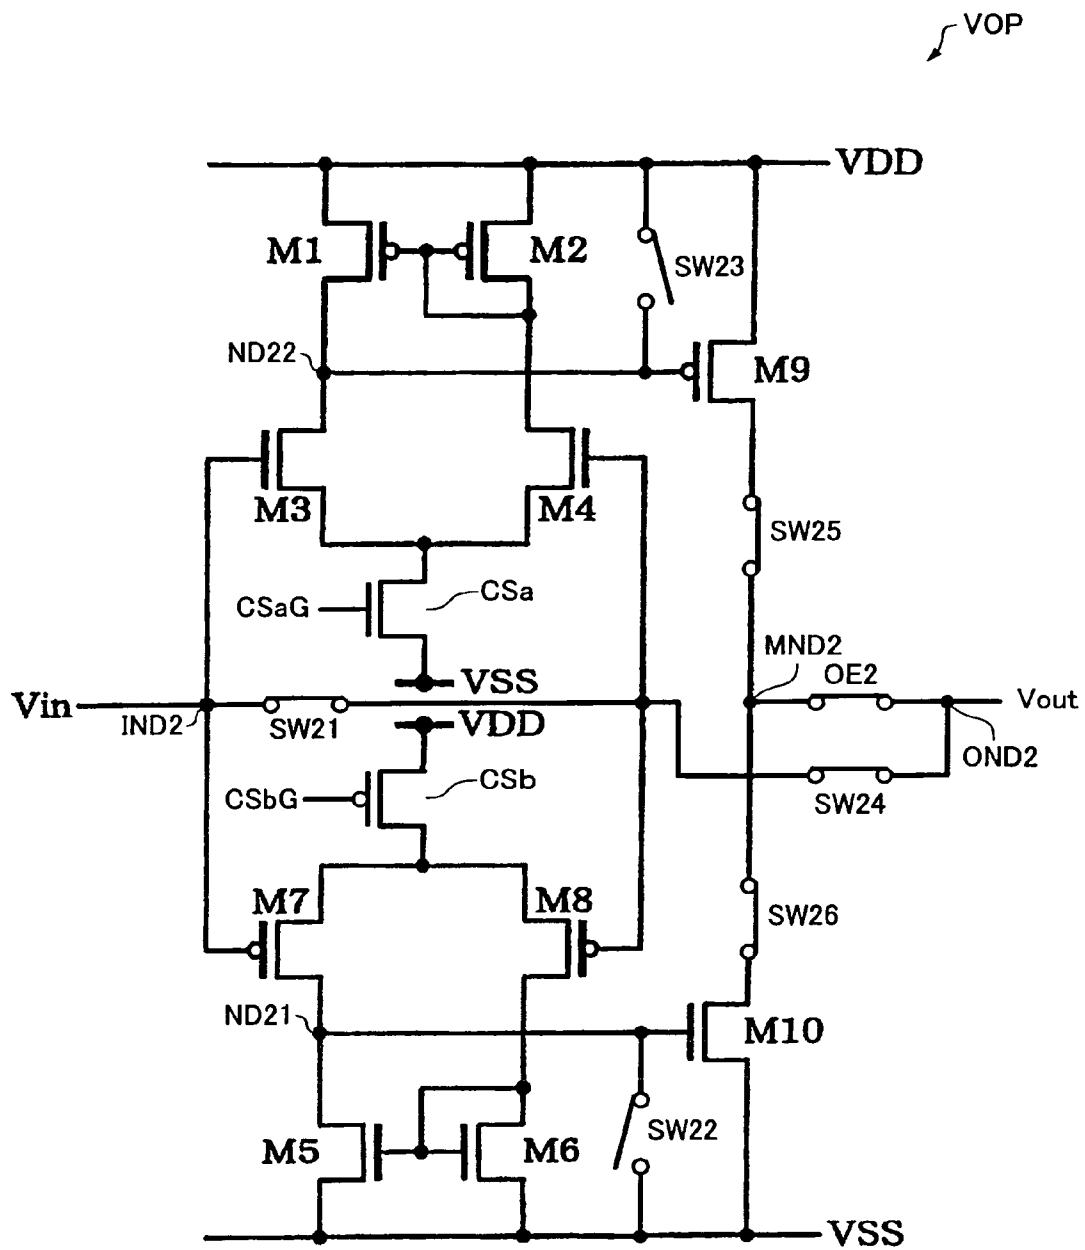 VOP
VDD
M1
M2
SW23
ND22
M9
M3
M4
SW25
CSaG
CSa
MND2
VSS
OE2
Vin
Vout
IND2
SW21
VDD
OND2
CSbG
CSb
SW24
M7
M8
SW26
ND21
M10
M5
M6
SW22
VSS